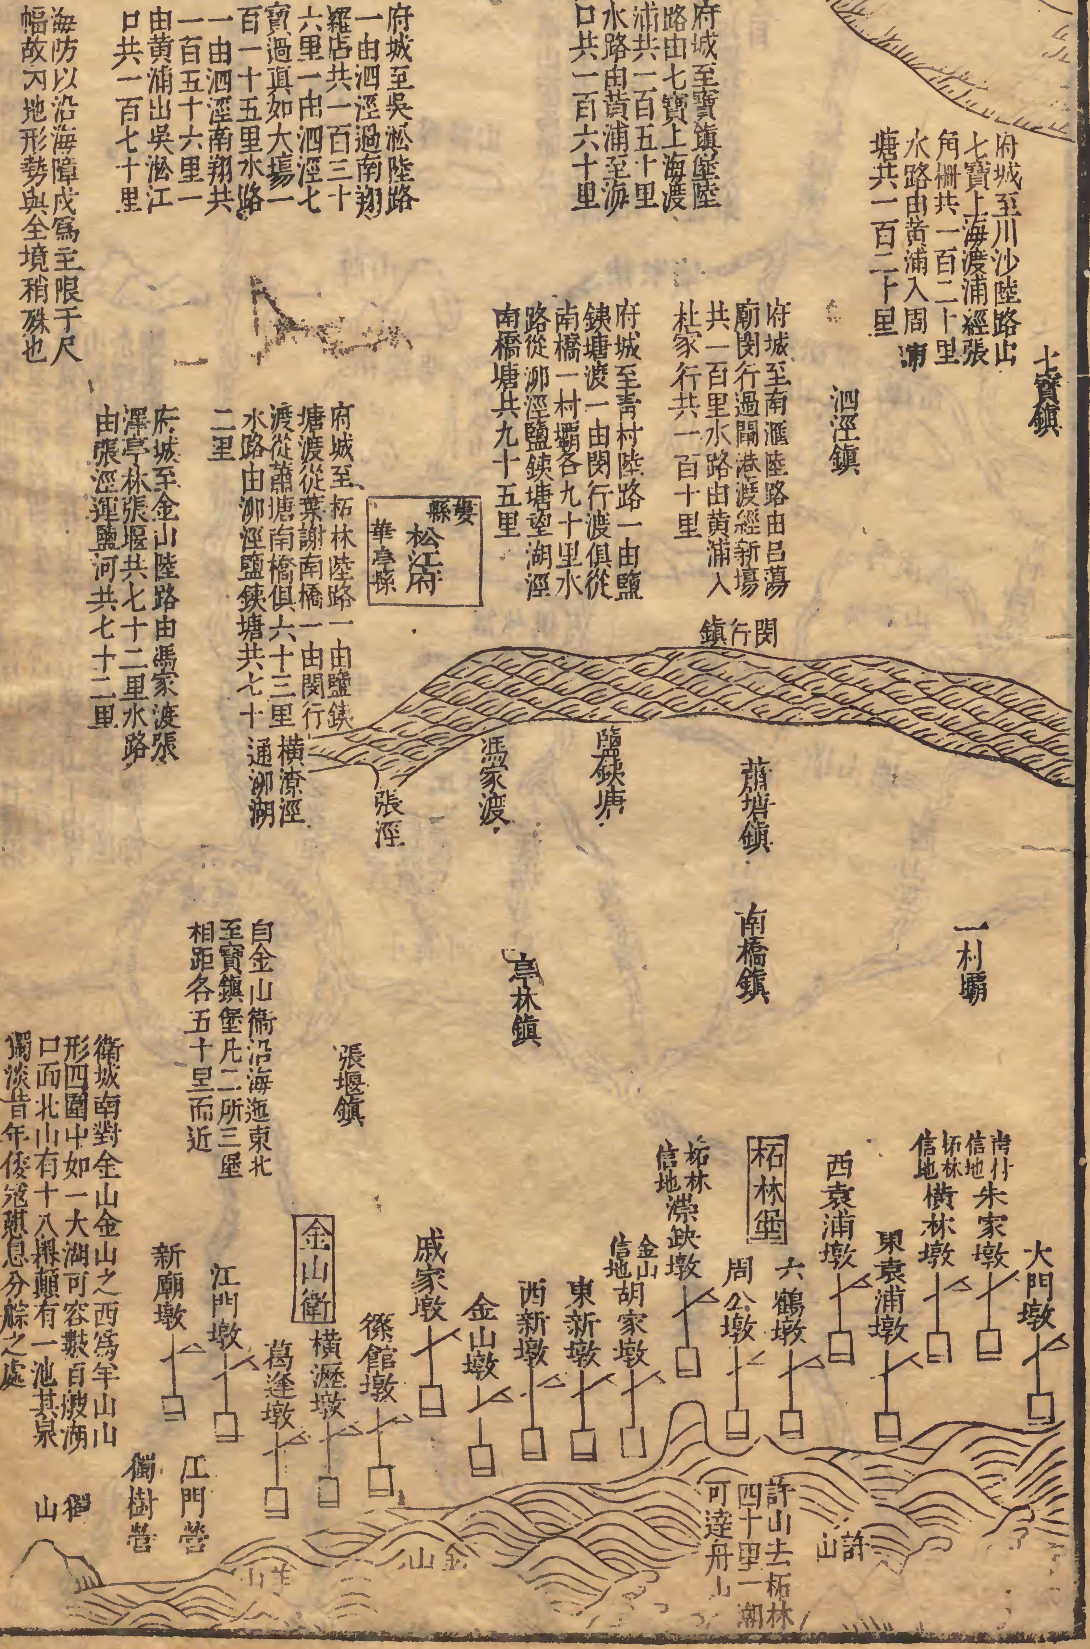 府城至寶鎮堡陸
路由七寶上海渡
浦共一百五十里
水路由黃浦至海
口共一百六十里
府城至吳淞陸路
一由泗涇過南翔
羅店共一百三十
六里一由泗涇七
寶過真如大場一
百一十五里水路
一由泗涇南翔共
一百五十六里一
由黃浦出吳淞江
口共一百七十里
海防以沿海障戍爲主限于尺
幅故內地形勢與全境稍殊也
府城至川沙陸路由
七寶上海渡浦經張
角柵共一百二十里
水路由黃浦入周浦
塘共一百二十里
七寶鎮
泗涇鎮
府城至南滙陸路由呂蕩
廟閔行過閘港渡經新場
共一百里水路由黃浦入
杜家行共一百十里
府城至青村陸路一由鹽
鉄塘渡一由閔行渡俱從
南橋一村壩各九十里水
路從泖涇鹽鉄塘望湖涇
南橋塘共九十五里
婁縣
松江府
華亭縣
府城至柘林陸路一由鹽鉄
塘渡從葉謝南橋一由閔行
渡從蕭塘南橋俱六十三里
水路由泖涇鹽鉄塘共七十
二里
府城至金山陸路由馮家渡張
澤亭林張堰共七十二里水路
由張涇運鹽河共七十二里
閔行鎮
橫潦涇
通泖湖
張涇
馮家渡
鹽鉄塘
蕭塘鎮
南橋鎮
一村壩
亭林鎮
張堰鎮
自金山衛沿海迤東北
至寶鎮堡凡二所三堡
相距各五十里而近
衛城南對金山金山之西爲羊山山
形四圍中如一大湖可容數百艘湖
口而北山有十八嶴巔有一池其泉
獨淡昔年倭冦憇息分䑸之處
大門墩
青村信地
朱家墩
柘林信地
橫林墩
東袁浦墩
西袁浦墩
六鶴墩
柘林堡
周公墩
柘林信地
漴缺墩
金山信地
胡家墩
東新墩
西新墩
金山墩
戚家墩
篠館墩
橫瀝墩
金山衛
葛逢墩
江門墩
新廟墩
江門營
獨樹營
獨山
羊山
金山
許山去柘林
四十里一潮
可達舟山
許山